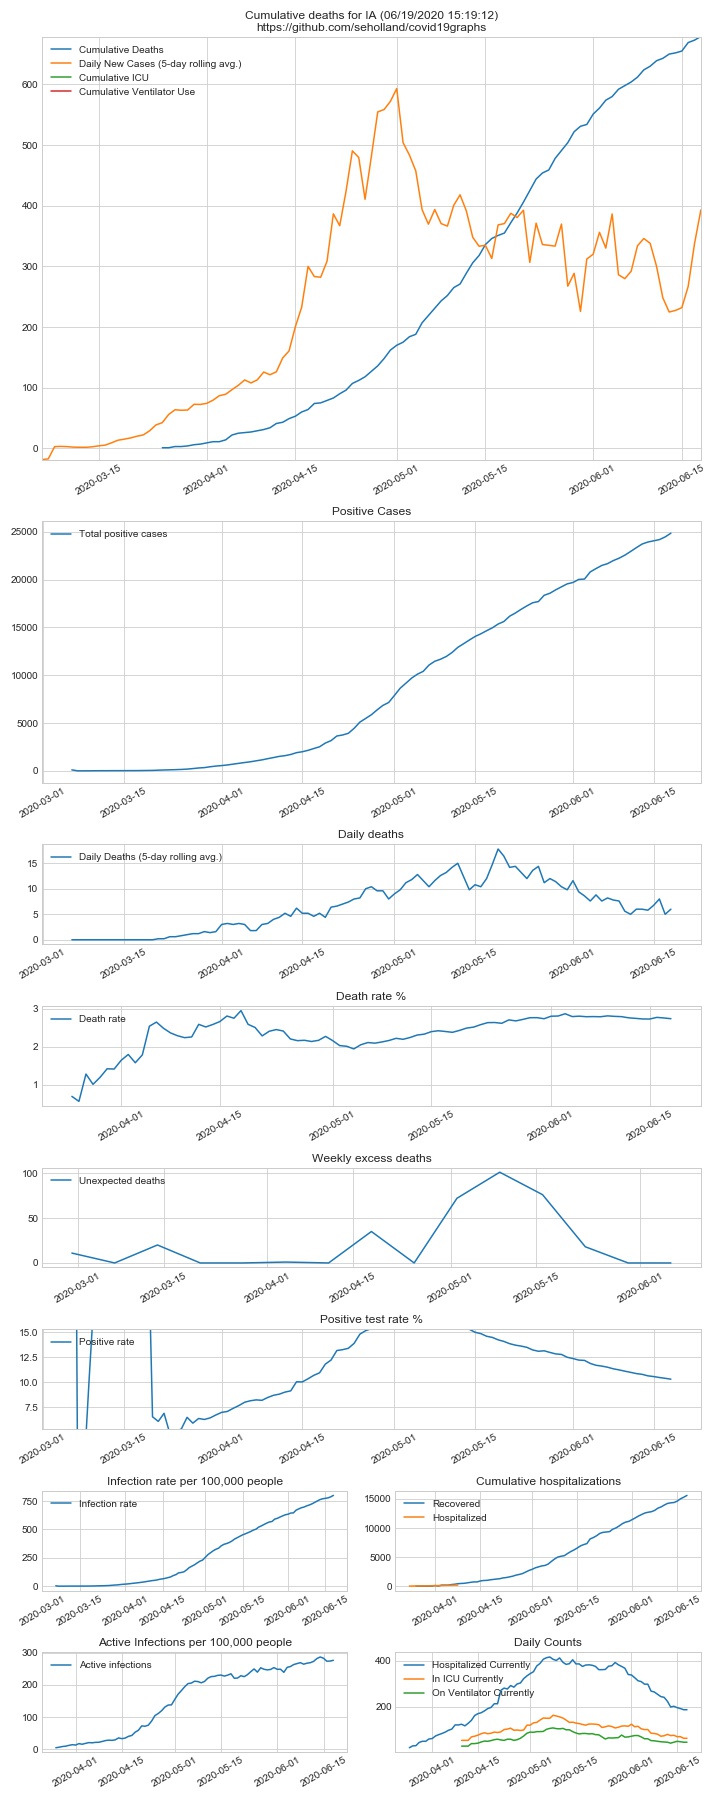 Cumulative deaths for IA (06/19/2020 15:19:12)
https://github.com/seholland/covid19graphs
Cumulative Deaths
Daily New Cases (5-day rolling avg.)
Cumulative ICU
Cumulative Ventilator Use
600
500
400
300
200
100
0
2020-03-15 2020-04-01 2020-04-15 2020-05-01 2020-05-15 2020-06-01 2020-06-15
Positive Cases
Total positive cases
25000
20000
15000
10000
5000
0
2020-03-01 2020-03-15 2020-04-01 2020-04-15 2020-05-01 2020-05-15 2020-06-01 2020-06-15
Daily deaths
Daily Deaths (5-day rolling avg.)
15
10
5
0
2020-03-01 2020-03-15 2020-04-01 2020-04-15 2020-05-01 2020-05-15 2020-06-01 2020-06-15
Death rate %
Death rate
3
2
1
2020-04-01 2020-04-15 2020-05-01 2020-05-15 2020-06-01 2020-06-15
Weekly excess deaths
Unexpected deaths
100
50
0
2020-03-01 2020-03-15 2020-04-01 2020-04-15 2020-05-01 2020-05-15 2020-06-01
Positive test rate %
Positive rate
15.0
12.5
10.0
7.5
2020-03-01 2020-03-15 2020-04-01 2020-04-15 2020-05-01 2020-05-15 2020-06-01 2020-06-15
Infection rate per 100,000 people
Infection rate
750
500
250
0
2020-03-01 2020-03-15 2020-04-01 2020-04-15 2020-05-01 2020-05-15 2020-06-01 2020-06-15
Cumulative hospitalizations
Recovered
Hospitalized
15000
10000
5000
0
2020-04-01 2020-04-15 2020-05-01 2020-05-15 2020-06-01 2020-06-15
Active Infections per 100,000 people
Active infections
300
200
100
0
2020-04-01 2020-04-15 2020-05-01 2020-05-15 2020-06-01 2020-06-15
Daily Counts
Hospitalized Currently
In ICU Currently
On Ventilator Currently
400
200
2020-04-01 2020-04-15 2020-05-01 2020-05-15 2020-06-01 2020-06-15